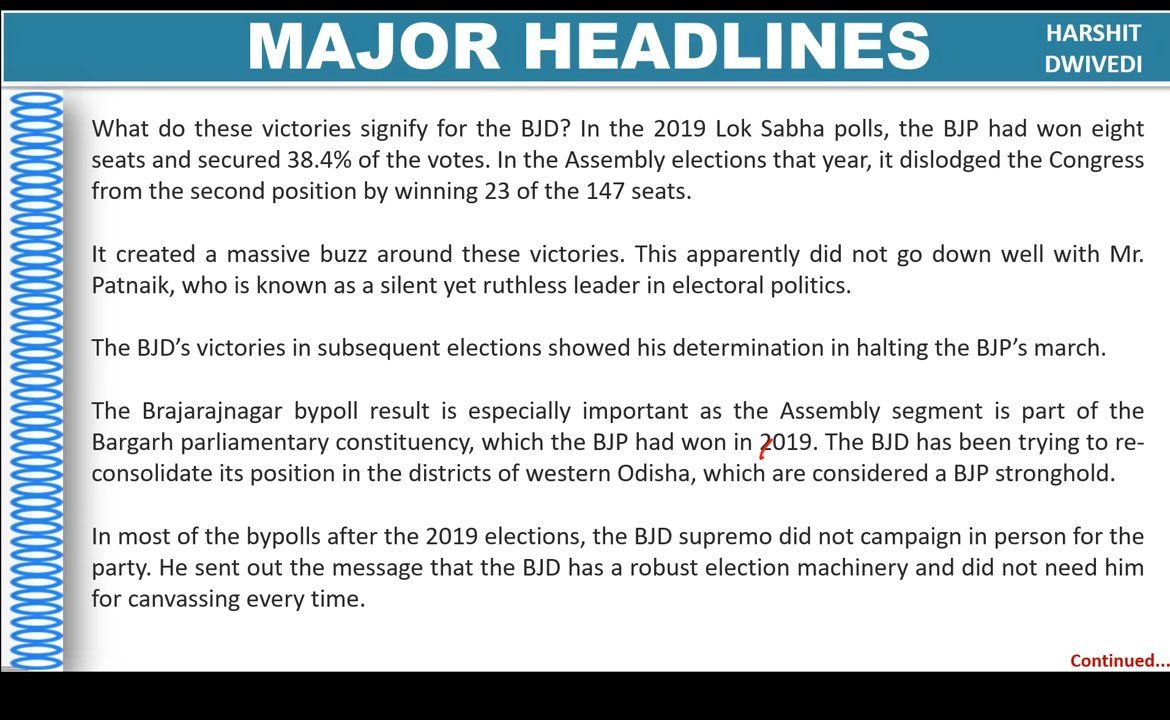 MAJOR HEADLINES
HARSHIT
DWIVEDI
What do these victories signify for the BJD? In the 2019 Lok Sabha polls, the BJP had won eight
seats and secured 38.4% of the votes. In the Assembly elections that year, it dislodged the Congress
from the second position by winning 23 of the 147 seats.
It created a massive buzz around these victories. This apparently did not go down well with Mr.
Patnaik, who is known as a silent yet ruthless leader in electoral politics.
The BJD’s victories in subsequent elections showed his determination in halting the BJP’s march.
The Brajarajnagar bypoll result is especially important as the Assembly segment is part of the
Bargarh parliamentary constituency, which the BJP had won in 2019. The BJD has been trying to re-
consolidate its position in the districts of western Odisha, which are considered a BJP stronghold.
In most of the bypolls after the 2019 elections, the BJD supremo did not campaign in person for the
party. He sent out the message that the BJD has a robust election machinery and did not need him
for canvassing every time.
Continued...